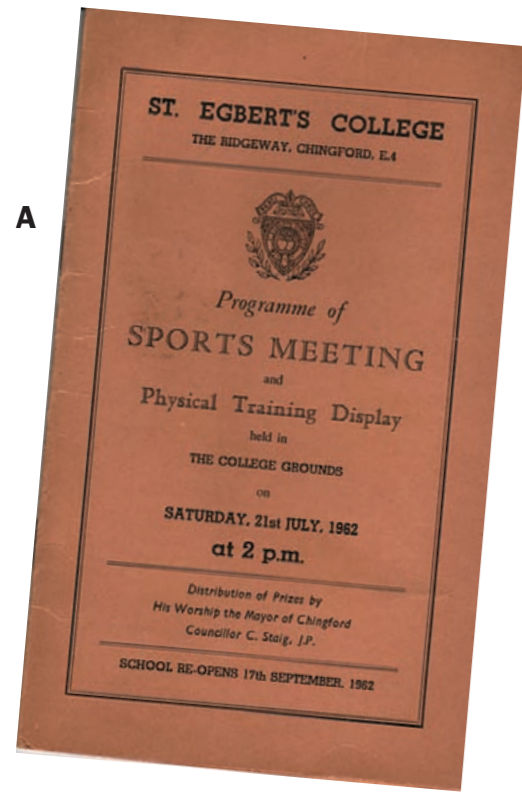 A
ST. EGBERT'S COLLEGE
THE RIDGEWAY, CHINGFORD, E.4
Programme of
SPORTS MEETING
and
Physical Training Display
held in
THE COLLEGE GROUNDS
on
SATURDAY, 21st JULY, 1962
at 2 p.m.
Distribution of Prizes by
His Worship the Mayor of Chingford
Councillor C. Staig, J.P.
SCHOOL RE-OPENS 17th SEPTEMBER, 1962